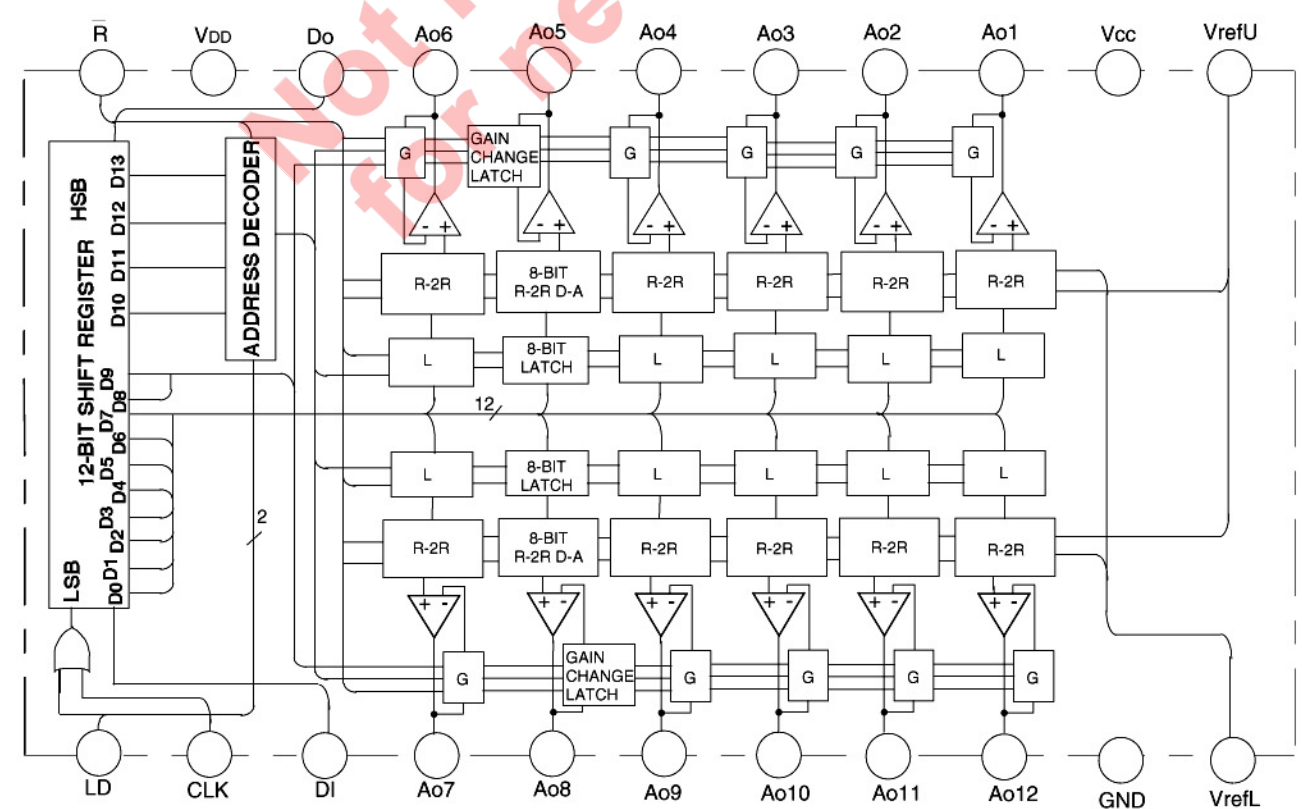 R̅ VDD Do Ao6 Ao5 Ao4 Ao3 Ao2 Ao1 Vcc VrefU
Not
for ne
G
GAIN
CHANGE
LATCH
G G G G
D13
D12
D11
D10
D9
D8
D7
D6
D5
D4
D3
D2
D1
D0
HSB
12-BIT SHIFT REGISTER
LSB
ADDRESS DECODER
- + - + - + - + - + - +
R-2R
8-BIT
R-2R D-A
R-2R R-2R R-2R R-2R
L
8-BIT
LATCH
L L L L
12
L
8-BIT
LATCH
L L L L
2
R-2R
8-BIT
R-2R D-A
R-2R R-2R R-2R R-2R
+ - + - + - + - + - + -
G
GAIN
CHANGE
LATCH
G G G G
LD CLK DI Ao7 Ao8 Ao9 Ao10 Ao11 Ao12 GND VrefL